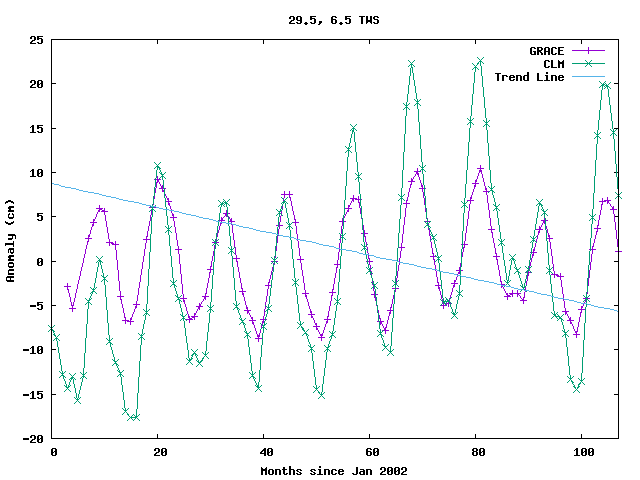 29.5, 6.5 TWS
25
20
15
10
5
0
-5
-10
-15
-20
GRACE
CLM
Trend Line
Anomaly (cm)
0 20 40 60 80 100
Months since Jan 2002